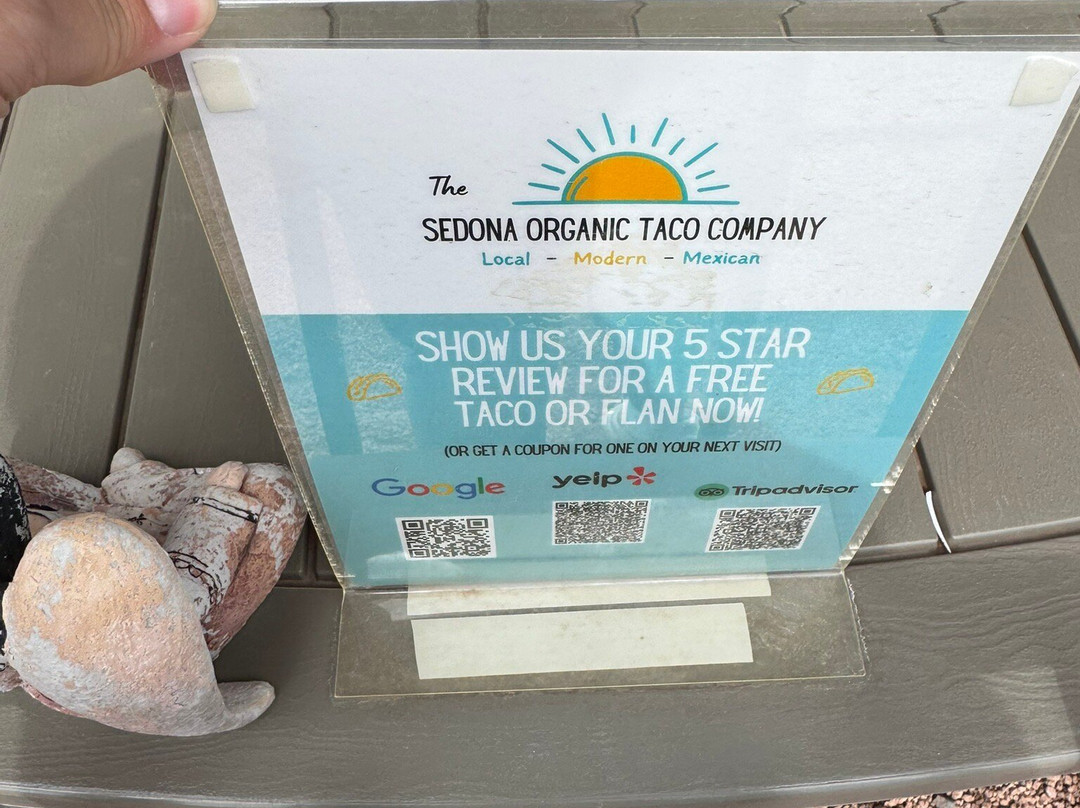 The
SEDONA ORGANIC TACO COMPANY
Local - Modern - Mexican
SHOW US YOUR 5 STAR
REVIEW FOR A FREE
TACO OR FLAN NOW!
(OR GET A COUPON FOR ONE ON YOUR NEXT VISIT)
Google
yelp
Tripadvisor